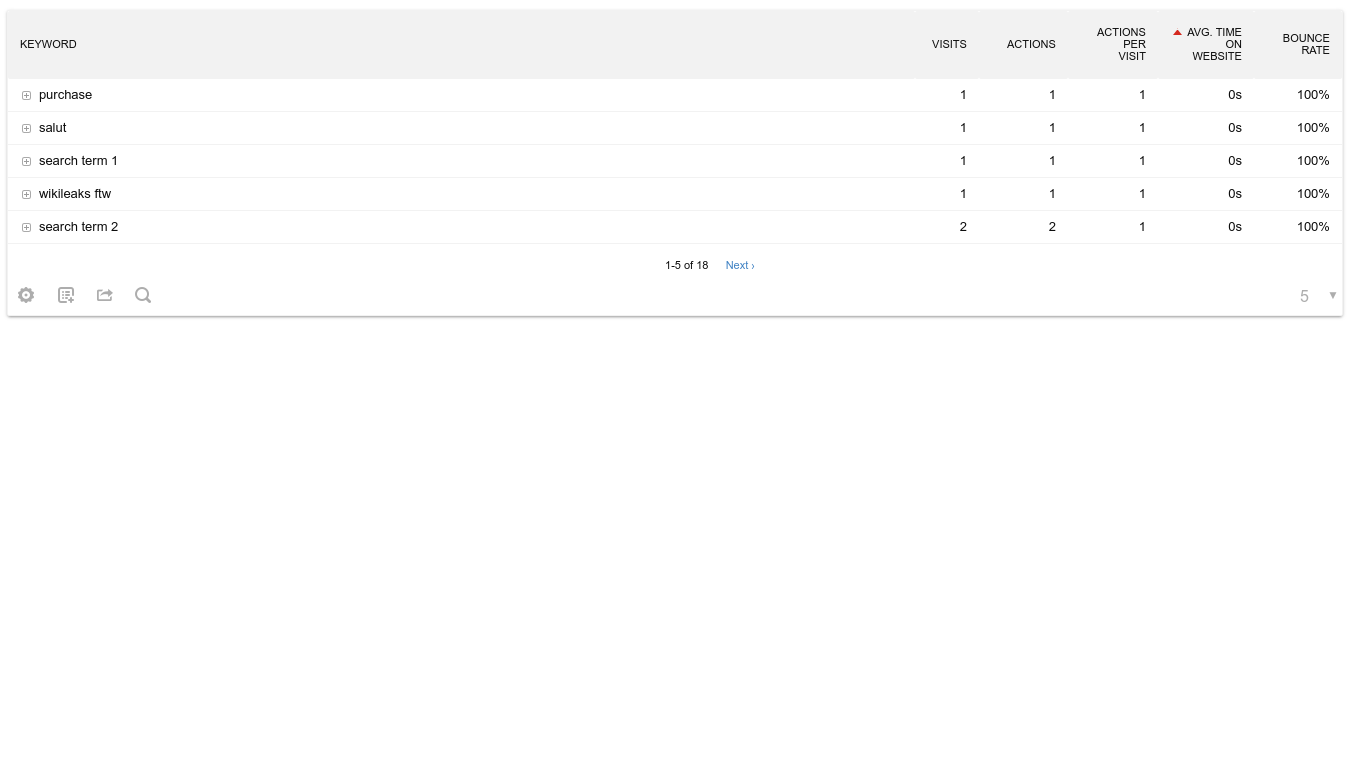 KEYWORD VISITS ACTIONS ACTIONS PER VISIT AVG. TIME ON WEBSITE BOUNCE RATE
purchase 1 1 1 0s 100%
salut 1 1 1 0s 100%
search term 1 1 1 1 0s 100%
wikileaks ftw 1 1 1 0s 100%
search term 2 2 2 1 0s 100%
1-5 of 18 Next ›
5